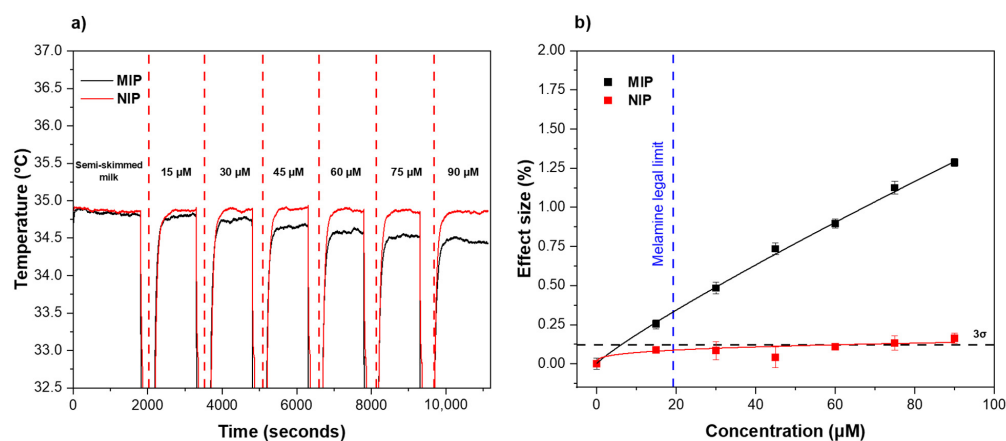 a)
37.0
36.5
36.0
35.5
35.0
34.5
34.0
33.5
33.0
32.5
Temperature (°C)
MIP
NIP
Semi-skimmed
milk
15 µM
30 µM
45 µM
60 µM
75 µM
90 µM
0
2000
4000
6000
8000
10,000
Time (seconds)
b)
2.00
1.75
1.50
1.25
1.00
0.75
0.50
0.25
0.00
Effect size (%)
MIP
NIP
Melamine legal limit
3σ
0
20
40
60
80
100
Concentration (µM)